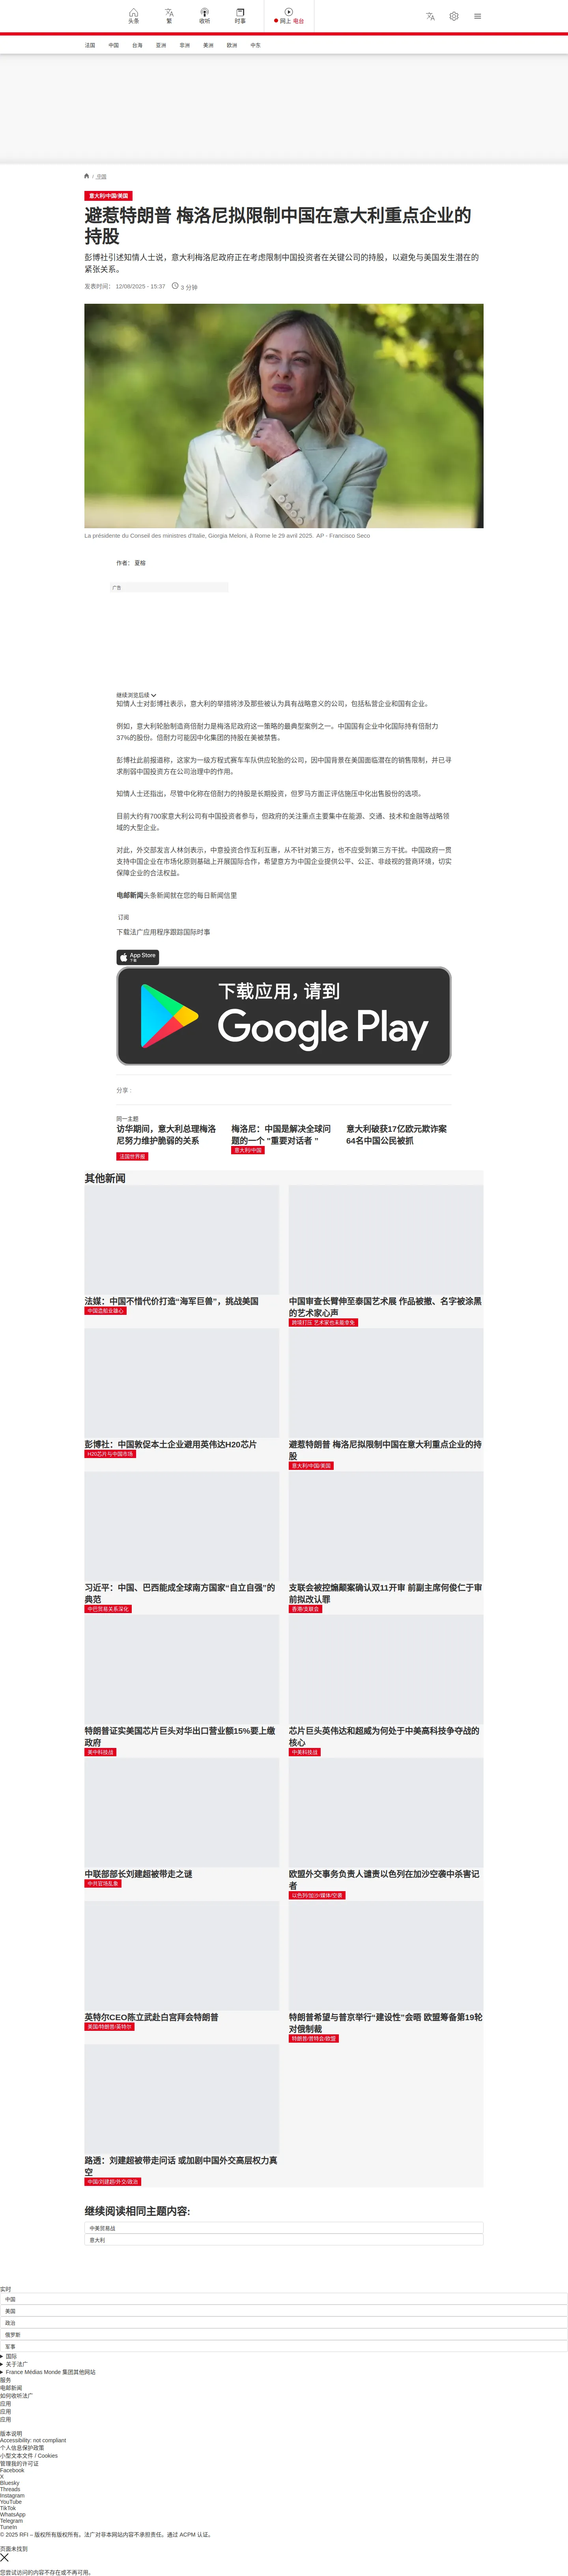 头条
繁
收听
时事
网上 电台
法国
中国
台海
亚洲
非洲
美洲
欧洲
中东
/ 中国
意大利/中国/美国
避惹特朗普 梅洛尼拟限制中国在意大利重点企业的
持股
彭博社引述知情人士说，意大利梅洛尼政府正在考虑限制中国投资者在关键公司的持股，以避免与美国发生潜在的
紧张关系。
发表时间： 12/08/2025 - 15:37
3 分钟
La présidente du Conseil des ministres d'Italie, Giorgia Meloni, à Rome le 29 avril 2025. AP - Francisco Seco
作者： 夏榕
广告
继续浏览后续
知情人士对彭博社表示，意大利的举措将涉及那些被认为具有战略意义的公司，包括私营企业和国有企业。
例如，意大利轮胎制造商倍耐力是梅洛尼政府这一策略的最典型案例之一。中国国有企业中化国际持有倍耐力
37%的股份。倍耐力可能因中化集团的持股在美被禁售。
彭博社此前报道称，这家为一级方程式赛车车队供应轮胎的公司，因中国背景在美国面临潜在的销售限制，并已寻
求削弱中国投资方在公司治理中的作用。
知情人士还指出，尽管中化称在倍耐力的持股是长期投资，但罗马方面正评估施压中化出售股份的选项。
目前大约有700家意大利公司有中国投资者参与，但政府的关注重点主要集中在能源、交通、技术和金融等战略领
域的大型企业。
对此，外交部发言人林剑表示，中意投资合作互利互惠，从不针对第三方，也不应受到第三方干扰。中国政府一贯
支持中国企业在市场化原则基础上开展国际合作，希望意方为中国企业提供公平、公正、非歧视的营商环境，切实
保障企业的合法权益。
电邮新闻头条新闻就在您的每日新闻信里
订阅
下载法广应用程序跟踪国际时事
App Store
下载
下载应用，请到
Google Play
分享 :
同一主题
访华期间，意大利总理梅洛
尼努力维护脆弱的关系
法国世界报
梅洛尼：中国是解决全球问
题的一个 "重要对话者 "
意大利/中国
意大利破获17亿欧元欺诈案
64名中国公民被抓
其他新闻
法媒：中国不惜代价打造“海军巨兽”，挑战美国
中国造船业雄心
中国审查长臂伸至泰国艺术展 作品被撤、名字被涂黑
的艺术家心声
跨境打压 艺术家也未能幸免
彭博社：中国敦促本土企业避用英伟达H20芯片
H20芯片与中国市场
避惹特朗普 梅洛尼拟限制中国在意大利重点企业的持
股
意大利/中国/美国
习近平：中国、巴西能成全球南方国家“自立自强”的
典范
中巴贸易关系深化
支联会被控煽颠案确认双11开审 前副主席何俊仁于审
前拟改认罪
香港/支联会
特朗普证实美国芯片巨头对华出口营业额15%要上缴
政府
美中科技战
芯片巨头英伟达和超威为何处于中美高科技争夺战的
核心
中美科技战
中联部部长刘建超被带走之谜
中共官场乱象
欧盟外交事务负责人谴责以色列在加沙空袭中杀害记
者
以色列/加沙/媒体/空袭
英特尔CEO陈立武赴白宫拜会特朗普
美国/特朗普/英特尔
特朗普希望与普京举行“建设性”会晤 欧盟筹备第19轮
对俄制裁
特朗普/普特会/欧盟
路透：刘建超被带走问话 或加剧中国外交高层权力真
空
中国/刘建超/外交/政治
继续阅读相同主题内容:
中美贸易战
意大利
实时
中国
美国
政治
俄罗斯
军事
国际
关于法广
France Médias Monde 集团其他网站
服务
电邮新闻
如何收听法广
应用
应用
应用
版本说明
Accessibility: not compliant
个人信息保护政策
小型文本文件 / Cookies
管理我的许可证
Facebook
X
Bluesky
Threads
Instagram
YouTube
TikTok
WhatsApp
Telegram
TuneIn
© 2025 RFI – 版权所有版权所有。法广对非本网站内容不承担责任。通过 ACPM 认证。
页面未找到
您尝试访问的内容不存在或不再可用。